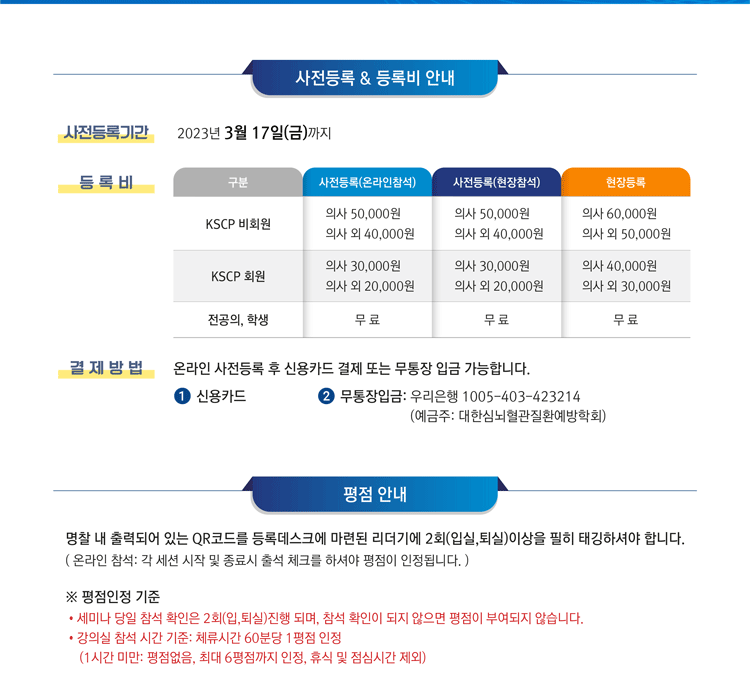 사전등록 & 등록비 안내
사전등록기간
2023년 3월 17일(금)까지
등 록 비
구분 사전등록(온라인참석) 사전등록(현장참석) 현장등록
KSCP 비회원
의사 50,000원 의사 50,000원 의사 60,000원
의사 외 40,000원 의사 외 40,000원 의사 외 50,000원
KSCP 회원
의사 30,000원 의사 30,000원 의사 40,000원
의사 외 20,000원 의사 외 20,000원 의사 외 30,000원
전공의, 학생 무 료 무 료 무 료
결 제 방 법
온라인 사전등록 후 신용카드 결제 또는 무통장 입금 가능합니다.
1 신용카드
2 무통장입금: 우리은행 1005-403-423214
(예금주: 대한심뇌혈관질환예방학회)
평점 안내
명찰 내 출력되어 있는 QR코드를 등록데스크에 마련된 리더기에 2회(입실,퇴실)이상을 필히 태깅하셔야 합니다.
( 온라인 참석: 각 세션 시작 및 종료시 출석 체크를 하셔야 평점이 인정됩니다. )
※ 평점인정 기준
• 세미나 당일 참석 확인은 2회(입,퇴실)진행 되며, 참석 확인이 되지 않으면 평점이 부여되지 않습니다.
• 강의실 참석 시간 기준: 체류시간 60분당 1평점 인정
(1시간 미만: 평점없음, 최대 6평점까지 인정, 휴식 및 점심시간 제외)